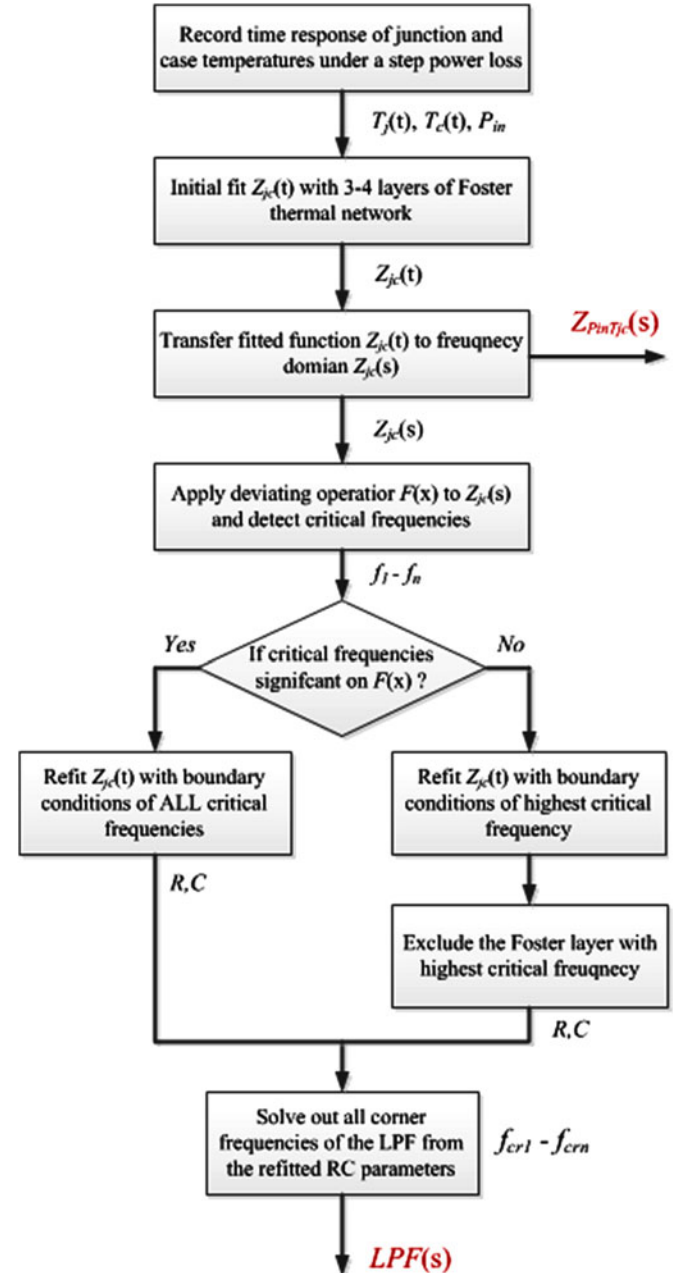 Record time response of junction and
case temperatures under a step power loss
Tj(t), Tc(t), Pin
Initial fit Zjc(t) with 3-4 layers of Foster
thermal network
Zjc(t)
Transfer fitted function Zjc(t) to freuqnecy
domian Zjc(s)
ZPinTjc(s)
Zjc(s)
Apply deviating operatior F(x) to Zjc(s)
and detect critical frequencies
f1 - fn
Yes
If critical frequencies
signifcant on F(x) ?
No
Refit Zjc(t) with boundary
conditions of ALL critical
frequencies
R,C
Refit Zjc(t) with boundary
conditions of highest critical
frequency
Exclude the Foster layer with
highest critical freuqnecy
R,C
Solve out all corner
frequencies of the LPF from
the refitted RC parameters
fcr1 - fcrn
LPF(s)